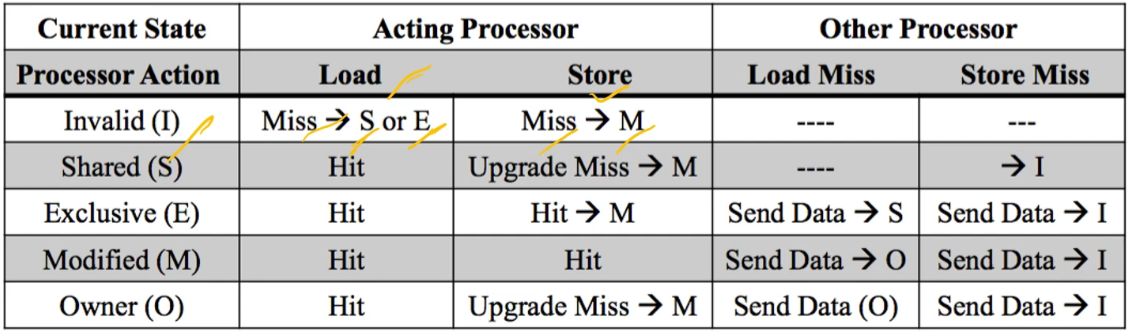 Current State Acting Processor Other Processor
Processor Action Load Store Load Miss Store Miss
Invalid (I) Miss → S or E Miss → M ---- ---
Shared (S) Hit Upgrade Miss → M ---- → I
Exclusive (E) Hit Hit → M Send Data → S Send Data → I
Modified (M) Hit Hit Send Data → O Send Data → I
Owner (O) Hit Upgrade Miss → M Send Data (O) Send Data → I